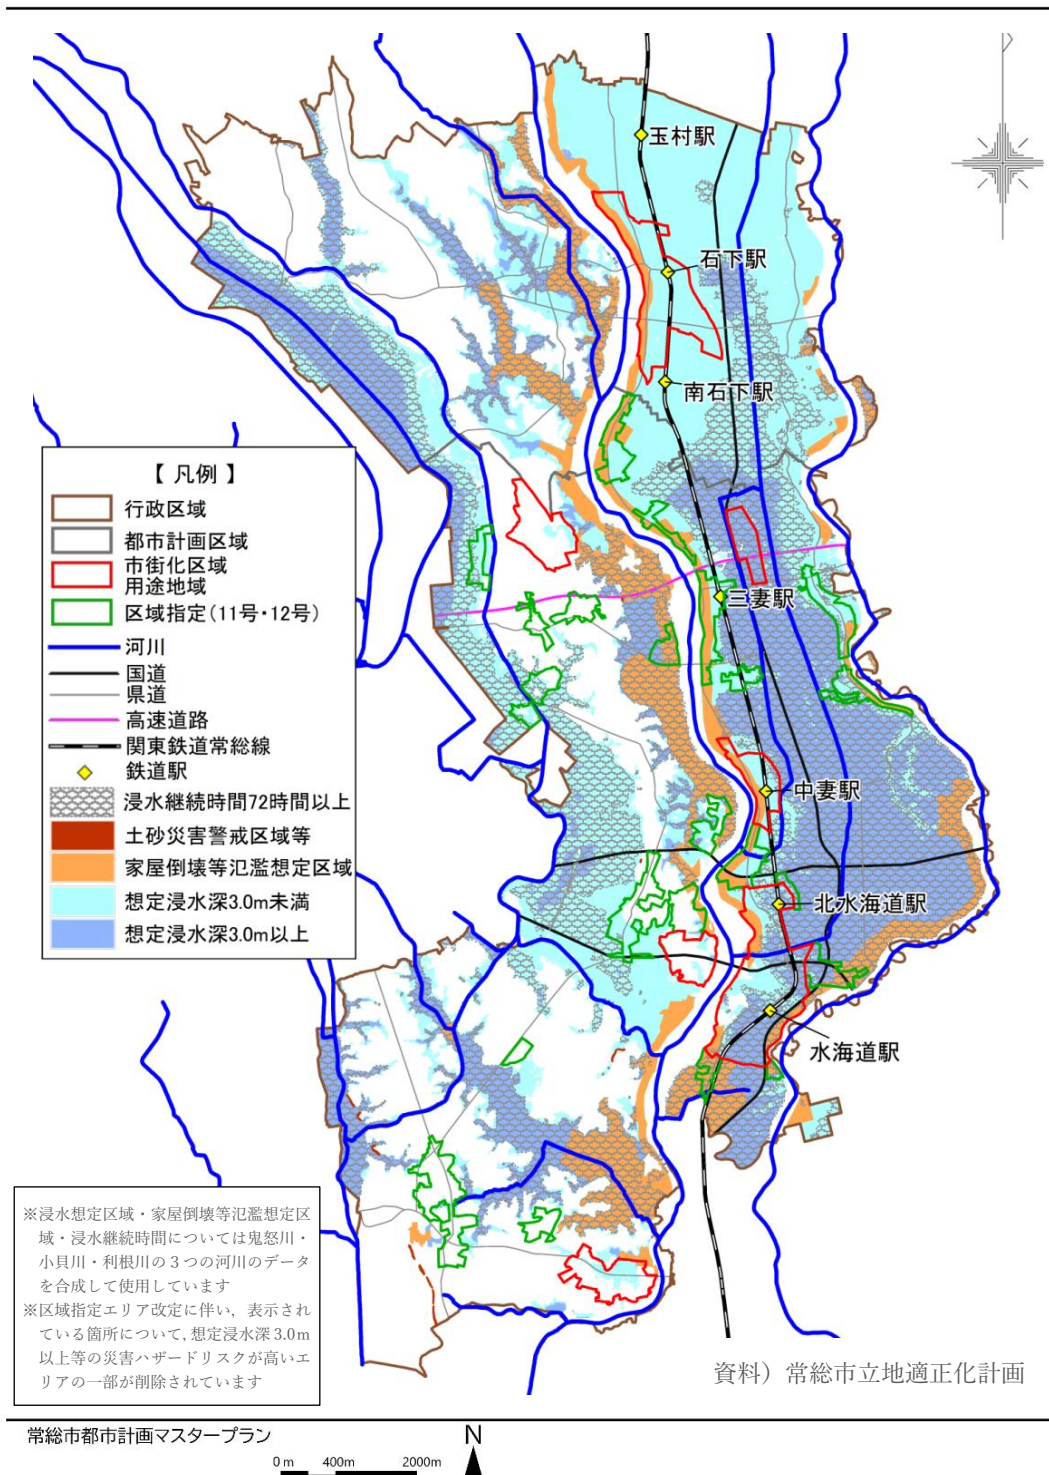 玉村駅
石下駅
南石下駅
三妻駅
中妻駅
北水海道駅
水海道駅
【 凡例 】
行政区域
都市計画区域
市街化区域
用途地域
区域指定(11号・12号)
河川
国道
県道
高速道路
関東鉄道常総線
鉄道駅
浸水継続時間72時間以上
土砂災害警戒区域等
家屋倒壊等氾濫想定区域
想定浸水深3.0m未満
想定浸水深3.0m以上
※浸水想定区域・家屋倒壊等氾濫想定区
域・浸水継続時間については鬼怒川・
小貝川・利根川の3つの河川のデータ
を合成して使用しています
※区域指定エリア改定に伴い、表示され
ている箇所について,想定浸水深3.0m
以上等の災害ハザードリスクが高いエ
リアの一部が削除されています
資料）常総市立地適正化計画
常総市都市計画マスタープラン
N
0 m 400m 2000m